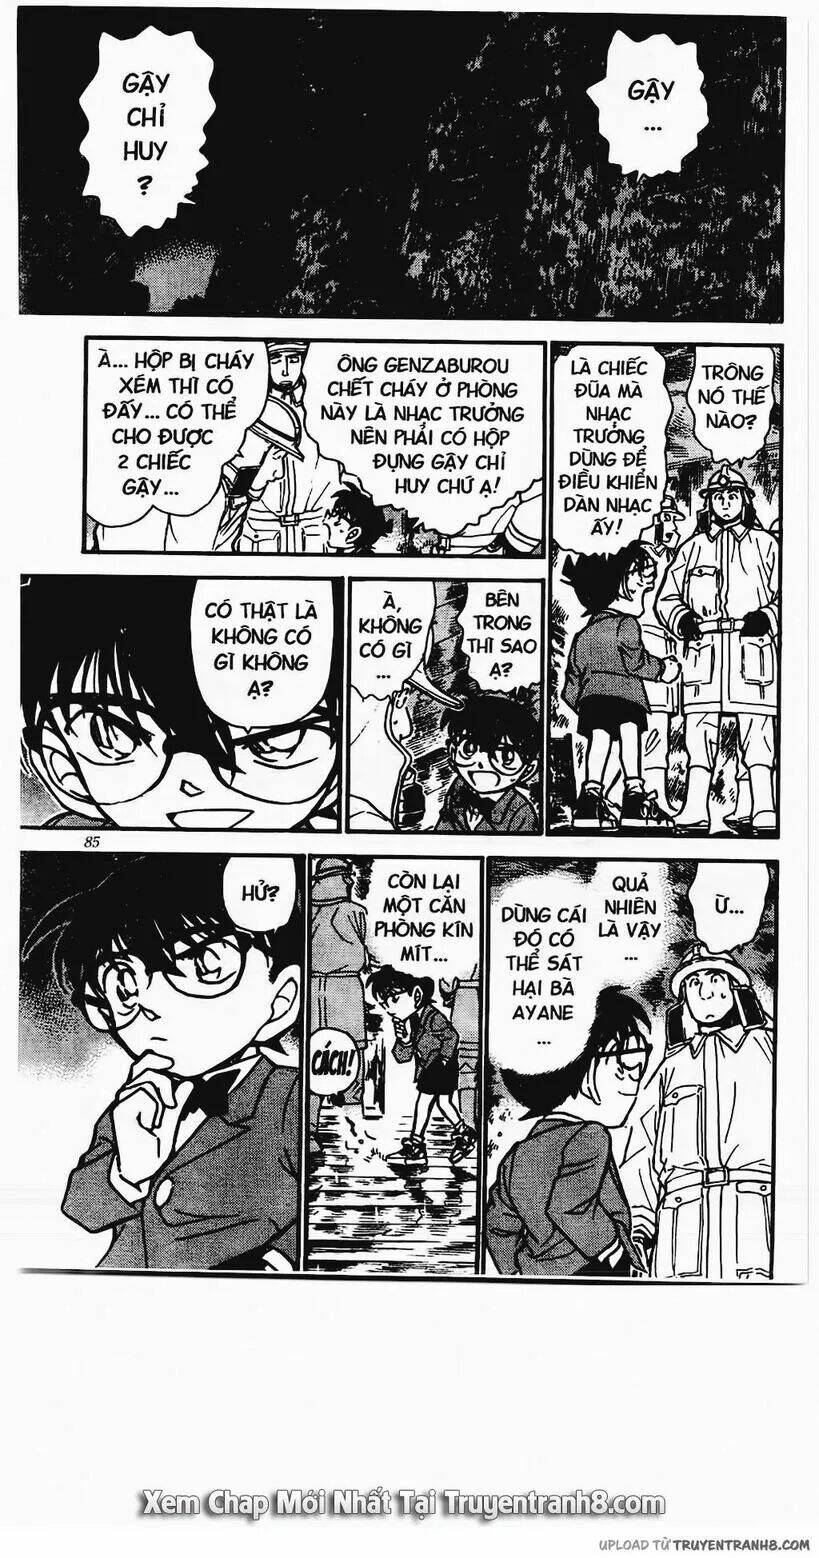 GẬY
...
GẬY
CHỈ
HUY
?
TRÔNG
NÓ THẾ
NÀO?
LÀ CHIẾC
ĐŨA MÀ
NHẠC
TRƯỞNG
DÙNG ĐỂ
ĐIỀU KHIỂN
DÀN NHẠC
ẤY!
ÔNG GENZABUROU
CHẾT CHÁY Ở PHÒNG
NÀY LÀ NHẠC TRƯỞNG
NÊN PHẢI CÓ HỘP
ĐỰNG GẬY CHỈ
HUY CHỨ Ạ!
À... HỘP BỊ CHÁY
XÉM THÌ CÓ
ĐẤY... CÓ THỂ
CHO ĐƯỢC
2 CHIẾC
GẬY...
BÊN
TRONG
THÌ SAO
Ạ?
À,
KHÔNG
CÓ GÌ
...
CÓ THẬT LÀ
KHÔNG CÓ
GÌ KHÔNG
Ạ?
85
Ừ...
QUẢ
NHIÊN
LÀ VẬY
...
DÙNG CÁI
ĐÓ CÓ
THỂ SÁT
HẠI BÀ
AYANE
...
CÒN LẠI
MỘT CĂN
PHÒNG KÍN
MÍT...
CÁCH!
HỬ?
Xem Chap Mới Nhất Tại Truyentranh8.com
UPLOAD TỪ TRUYENTRANH8.COM